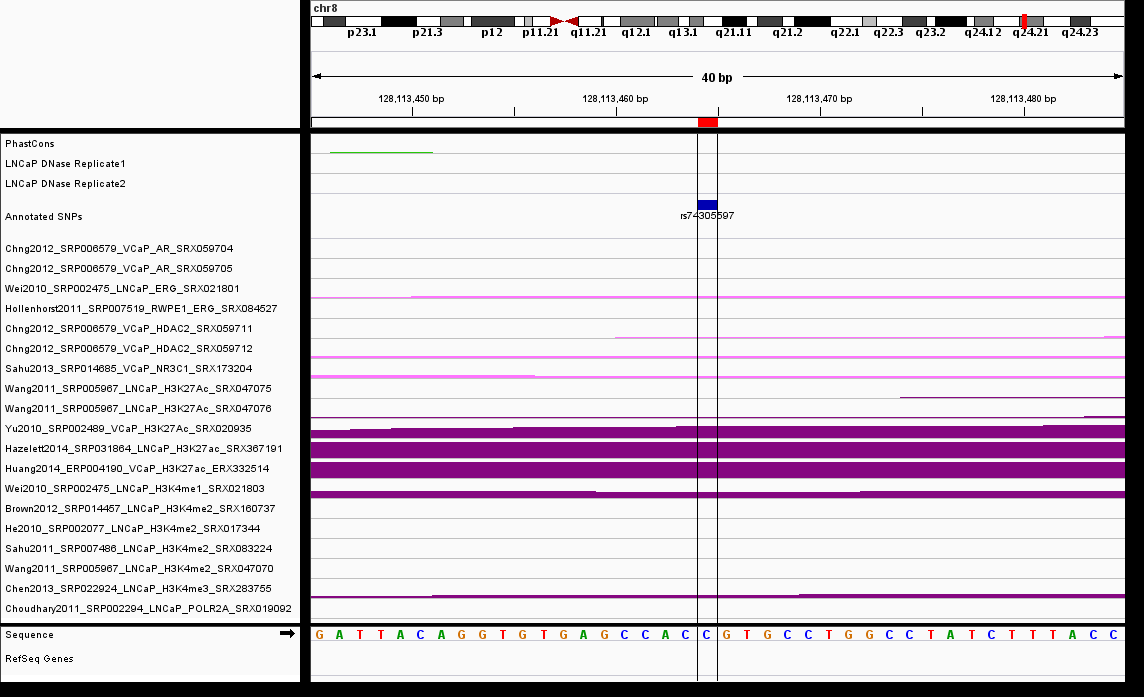 chr8
p23.1 p21.3 p12 p11.21 q11.21 q12.1 q13.1 q21.11 q21.2 q22.1 q22.3 q23.2 q24.12 q24.21 q24.23
40 bp
128,113,450 bp 128,113,460 bp 128,113,470 bp 128,113,480 bp
PhastCons
LNCaP DNase Replicate1
LNCaP DNase Replicate2
Annotated SNPs
rs74305597
Chng2012_SRP006579_VCaP_AR_SRX059704
Chng2012_SRP006579_VCaP_AR_SRX059705
Wei2010_SRP002475_LNCaP_ERG_SRX021801
Hollenhorst2011_SRP007519_RWPE1_ERG_SRX084527
Chng2012_SRP006579_VCaP_HDAC2_SRX059711
Chng2012_SRP006579_VCaP_HDAC2_SRX059712
Sahu2013_SRP014685_VCaP_NR3C1_SRX173204
Wang2011_SRP005967_LNCaP_H3K27Ac_SRX047075
Wang2011_SRP005967_LNCaP_H3K27Ac_SRX047076
Yu2010_SRP002489_VCaP_H3K27Ac_SRX020935
Hazelett2014_SRP031864_LNCaP_H3K27ac_SRX367191
Huang2014_ERP004190_VCaP_H3K27ac_ERX332514
Wei2010_SRP002475_LNCaP_H3K4me1_SRX021803
Brown2012_SRP014457_LNCaP_H3K4me2_SRX160737
He2010_SRP002077_LNCaP_H3K4me2_SRX017344
Sahu2011_SRP007486_LNCaP_H3K4me2_SRX083224
Wang2011_SRP005967_LNCaP_H3K4me2_SRX047070
Chen2013_SRP022924_LNCaP_H3K4me3_SRX283755
Choudhary2011_SRP002294_LNCaP_POLR2A_SRX019092
Sequence G A T T A C A G G T G T G A G C C A C C G T G C C T G G C C T A T C T T T A C C
RefSeq Genes